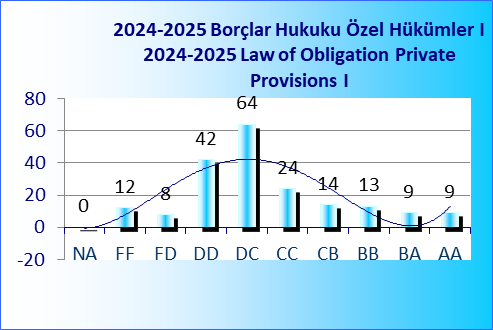 2024-2025 Borçlar Hukuku Özel Hükümler I
2024-2025 Law of Obligation Private
Provisions I
80
60
40
20
0
-20
0 12 8 42 64 24 14 13 9 9
NA FF FD DD DC CC CB BB BA AA